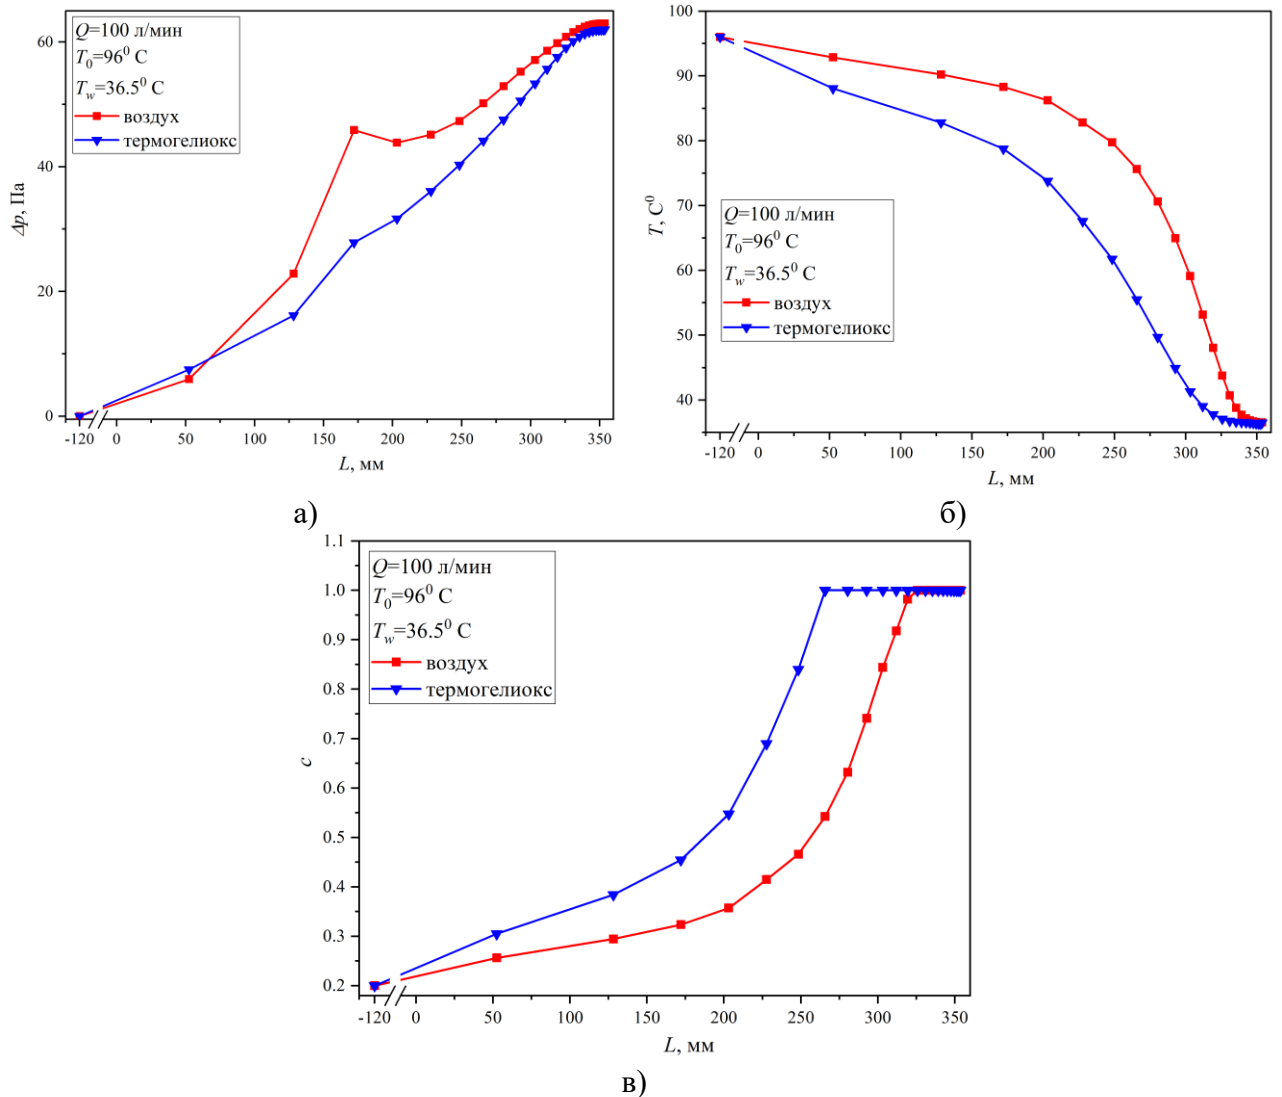 Q=100 л/мин
T₀=96⁰ C
T_w=36.5⁰ C
воздух
термогелиокс
60
40
20
0
Δp, Па
-120 0 50 100 150 200 250 300 350
L, мм
а)
100
90
80
70
60
50
40
T, C⁰
Q=100 л/мин
T₀=96⁰ C
T_w=36.5⁰ C
воздух
термогелиокс
-120 0 50 100 150 200 250 300 350
L, мм
б)
1.1
1.0
0.9
0.8
0.7
0.6
0.5
0.4
0.3
0.2
c
Q=100 л/мин
T₀=96⁰ C
T_w=36.5⁰ C
воздух
термогелиокс
-120 0 50 100 150 200 250 300 350
L, мм
в)